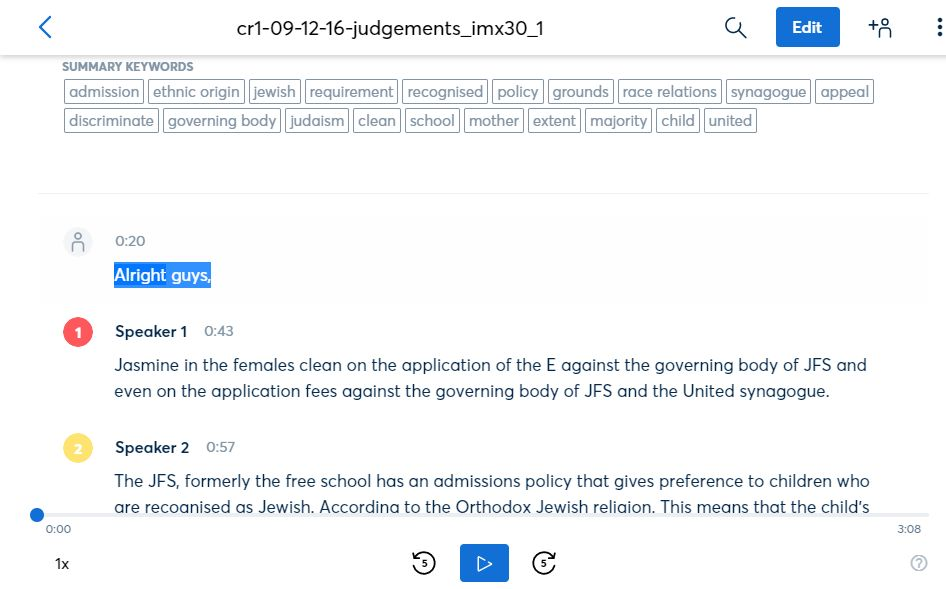 cr1-09-12-16-judgements_imx30_1
Edit
SUMMARY KEYWORDS
admission ethnic origin jewish requirement recognised policy grounds race relations synagogue appeal
discriminate governing body judaism clean school mother extent majority child united
0:20
Alright guys,
1 Speaker 1 0:43
Jasmine in the females clean on the application of the E against the governing body of JFS and
even on the application fees against the governing body of JFS and the United synagogue.
2 Speaker 2 0:57
The JFS, formerly the free school has an admissions policy that gives preference to children who
are recognised as Jewish. According to the Orthodox Jewish religion. This means that the child's
0:00 3:08
1x 5 5 ?